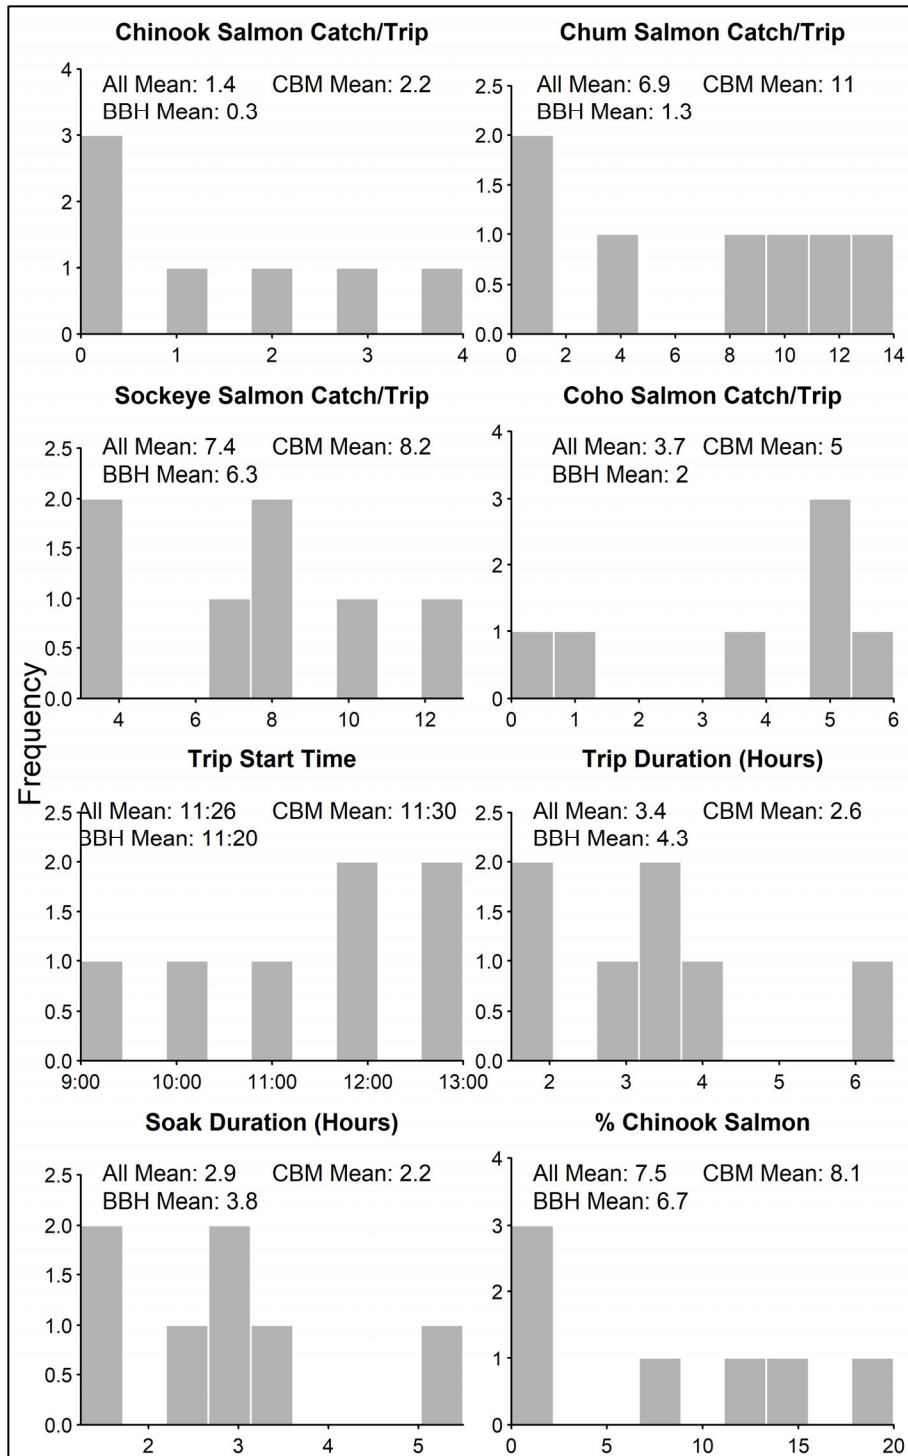 Chinook Salmon Catch/Trip
All Mean: 1.4 CBM Mean: 2.2
BBH Mean: 0.3
4
3
2
1
0
0 1 2 3 4
Chum Salmon Catch/Trip
All Mean: 6.9 CBM Mean: 11
BBH Mean: 1.3
2.5
2.0
1.5
1.0
0.5
0.0
0 2 4 6 8 10 12 14
Sockeye Salmon Catch/Trip
All Mean: 7.4 CBM Mean: 8.2
BBH Mean: 6.3
2.5
2.0
1.5
1.0
0.5
0.0
4 6 8 10 12
Coho Salmon Catch/Trip
All Mean: 3.7 CBM Mean: 5
BBH Mean: 2
4
3
2
1
0
0 1 2 3 4 5 6
Frequency
Trip Start Time
All Mean: 11:26 CBM Mean: 11:30
BBH Mean: 11:20
2.5
2.0
1.5
1.0
0.5
0.0
9:00 10:00 11:00 12:00 13:00
Trip Duration (Hours)
All Mean: 3.4 CBM Mean: 2.6
BBH Mean: 4.3
2.5
2.0
1.5
1.0
0.5
0.0
2 3 4 5 6
Soak Duration (Hours)
All Mean: 2.9 CBM Mean: 2.2
BBH Mean: 3.8
2.5
2.0
1.5
1.0
0.5
0.0
2 3 4 5
% Chinook Salmon
All Mean: 7.5 CBM Mean: 8.1
BBH Mean: 6.7
4
3
2
1
0
0 5 10 15 20